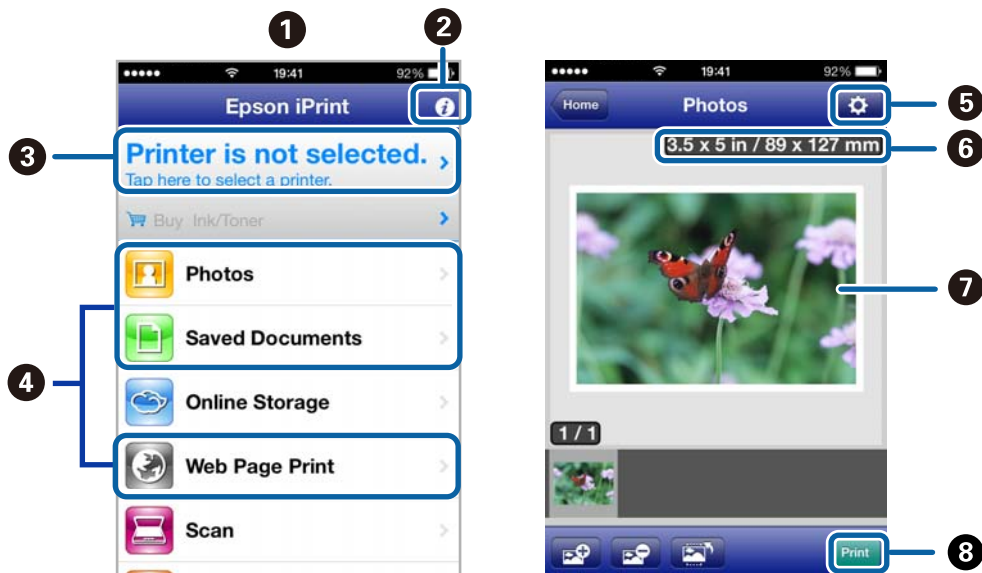 1
2
19:41
92%
Epson iPrint
i
3
Printer is not selected.
Tap here to select a printer.
Buy Ink/Toner
Photos
Saved Documents
4
Online Storage
Web Page Print
Scan
19:41
92%
Home
Photos
5
3.5 x 5 in / 89 x 127 mm
6
7
1 / 1
Print
8